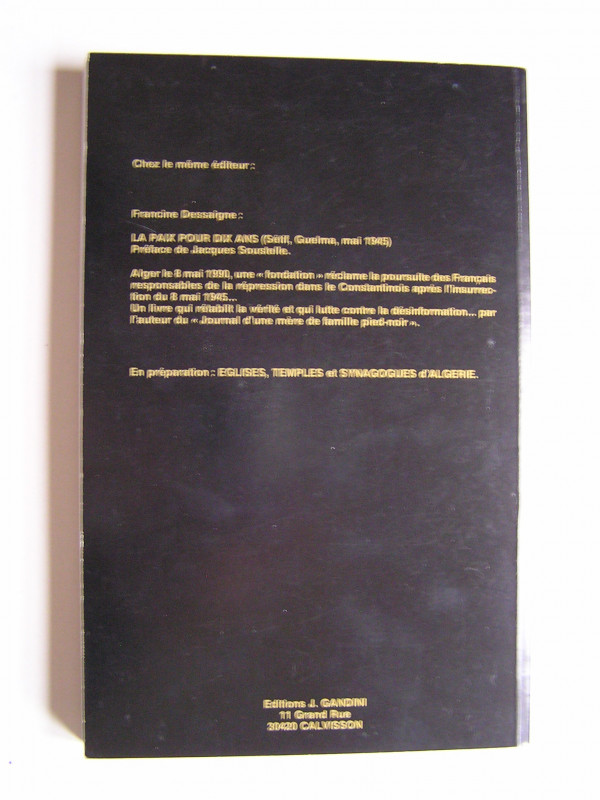 Chez le même éditeur :
Francine Dessaigne :
LA PAIX POUR DIX ANS ((Sétif, Guelma, mai 1945)
Préface de Jacques Soustelle.
Alger le 8 mai 1990, une « fondation » réclame la poursuite des Français
responsables de la répression dans le Constantinois après l'insurrec-
tion du 8 mai 1945...
Un livre qui rétablit la vérité et qui lutte contre la désinformation... par
l'auteur du « Journal d'une mère de famille pied-noir ».
En préparation : EGLISES, TEMPLES et SYNAGOGUES d'ALGERIE.
Editions J. GANDINI
11 Grand Rue
30420 CALVISSON